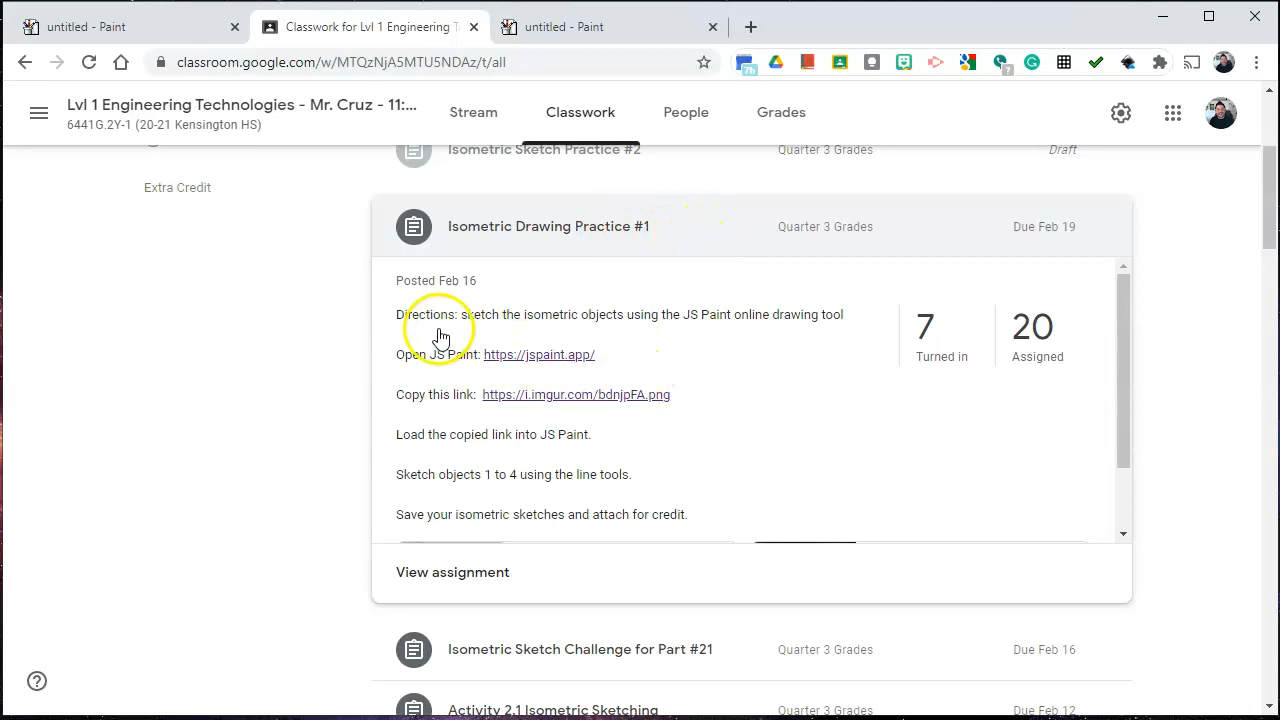 untitled - Paint
Classwork for Lvl 1 Engineering T
untitled - Paint
classroom.google.com/w/MTQzNjA5MTU5NDAz/t/all
7h
?
Lvl 1 Engineering Technologies - Mr. Cruz - 11:...
6441G.2Y-1 (20-21 Kensington HS)
Stream
Classwork
People
Grades
Isometric Sketch Practice #2
Quarter 3 Grades
Draft
Extra Credit
Isometric Drawing Practice #1
Quarter 3 Grades
Due Feb 19
Posted Feb 16
Directions: sketch the isometric objects using the JS Paint online drawing tool
7
Turned in
20
Assigned
Open JS Paint: https://jspaint.app/
Copy this link: https://i.imgur.com/bdnjpFA.png
Load the copied link into JS Paint.
Sketch objects 1 to 4 using the line tools.
Save your isometric sketches and attach for credit.
View assignment
Isometric Sketch Challenge for Part #21
Quarter 3 Grades
Due Feb 16
Activity 2.1 Isometric Sketching
Quarter 3 Grades
Due Feb 12